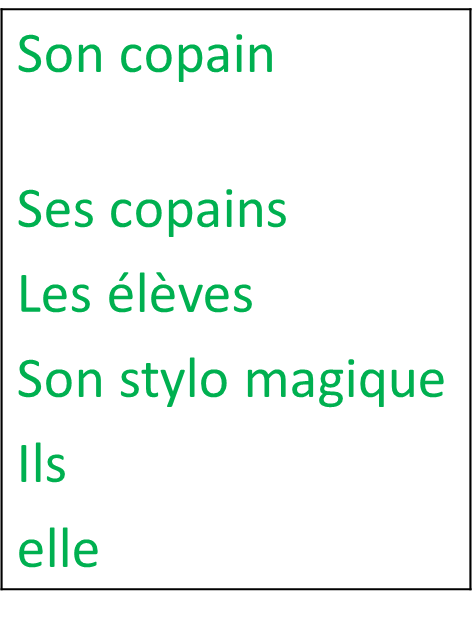 Son copain
Ses copains
Les élèves
Son stylo magique
Ils
elle